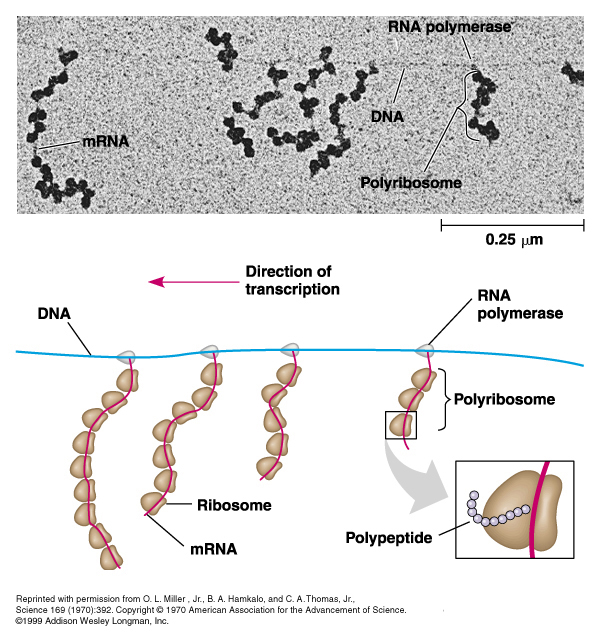 RNA polymerase
DNA
mRNA
Polyribosome
0.25 μm
Direction of
transcription
DNA
RNA
polymerase
Polyribosome
Ribosome
mRNA
Polypeptide
Reprinted with permission from O. L. Miller , Jr., B. A. Hamkalo, and C. A. Thomas, Jr.,
Science 169 (1970):392. Copyright © 1970 American Association for the Advancement of Science.
©1999 Addison Wesley Longman, Inc.